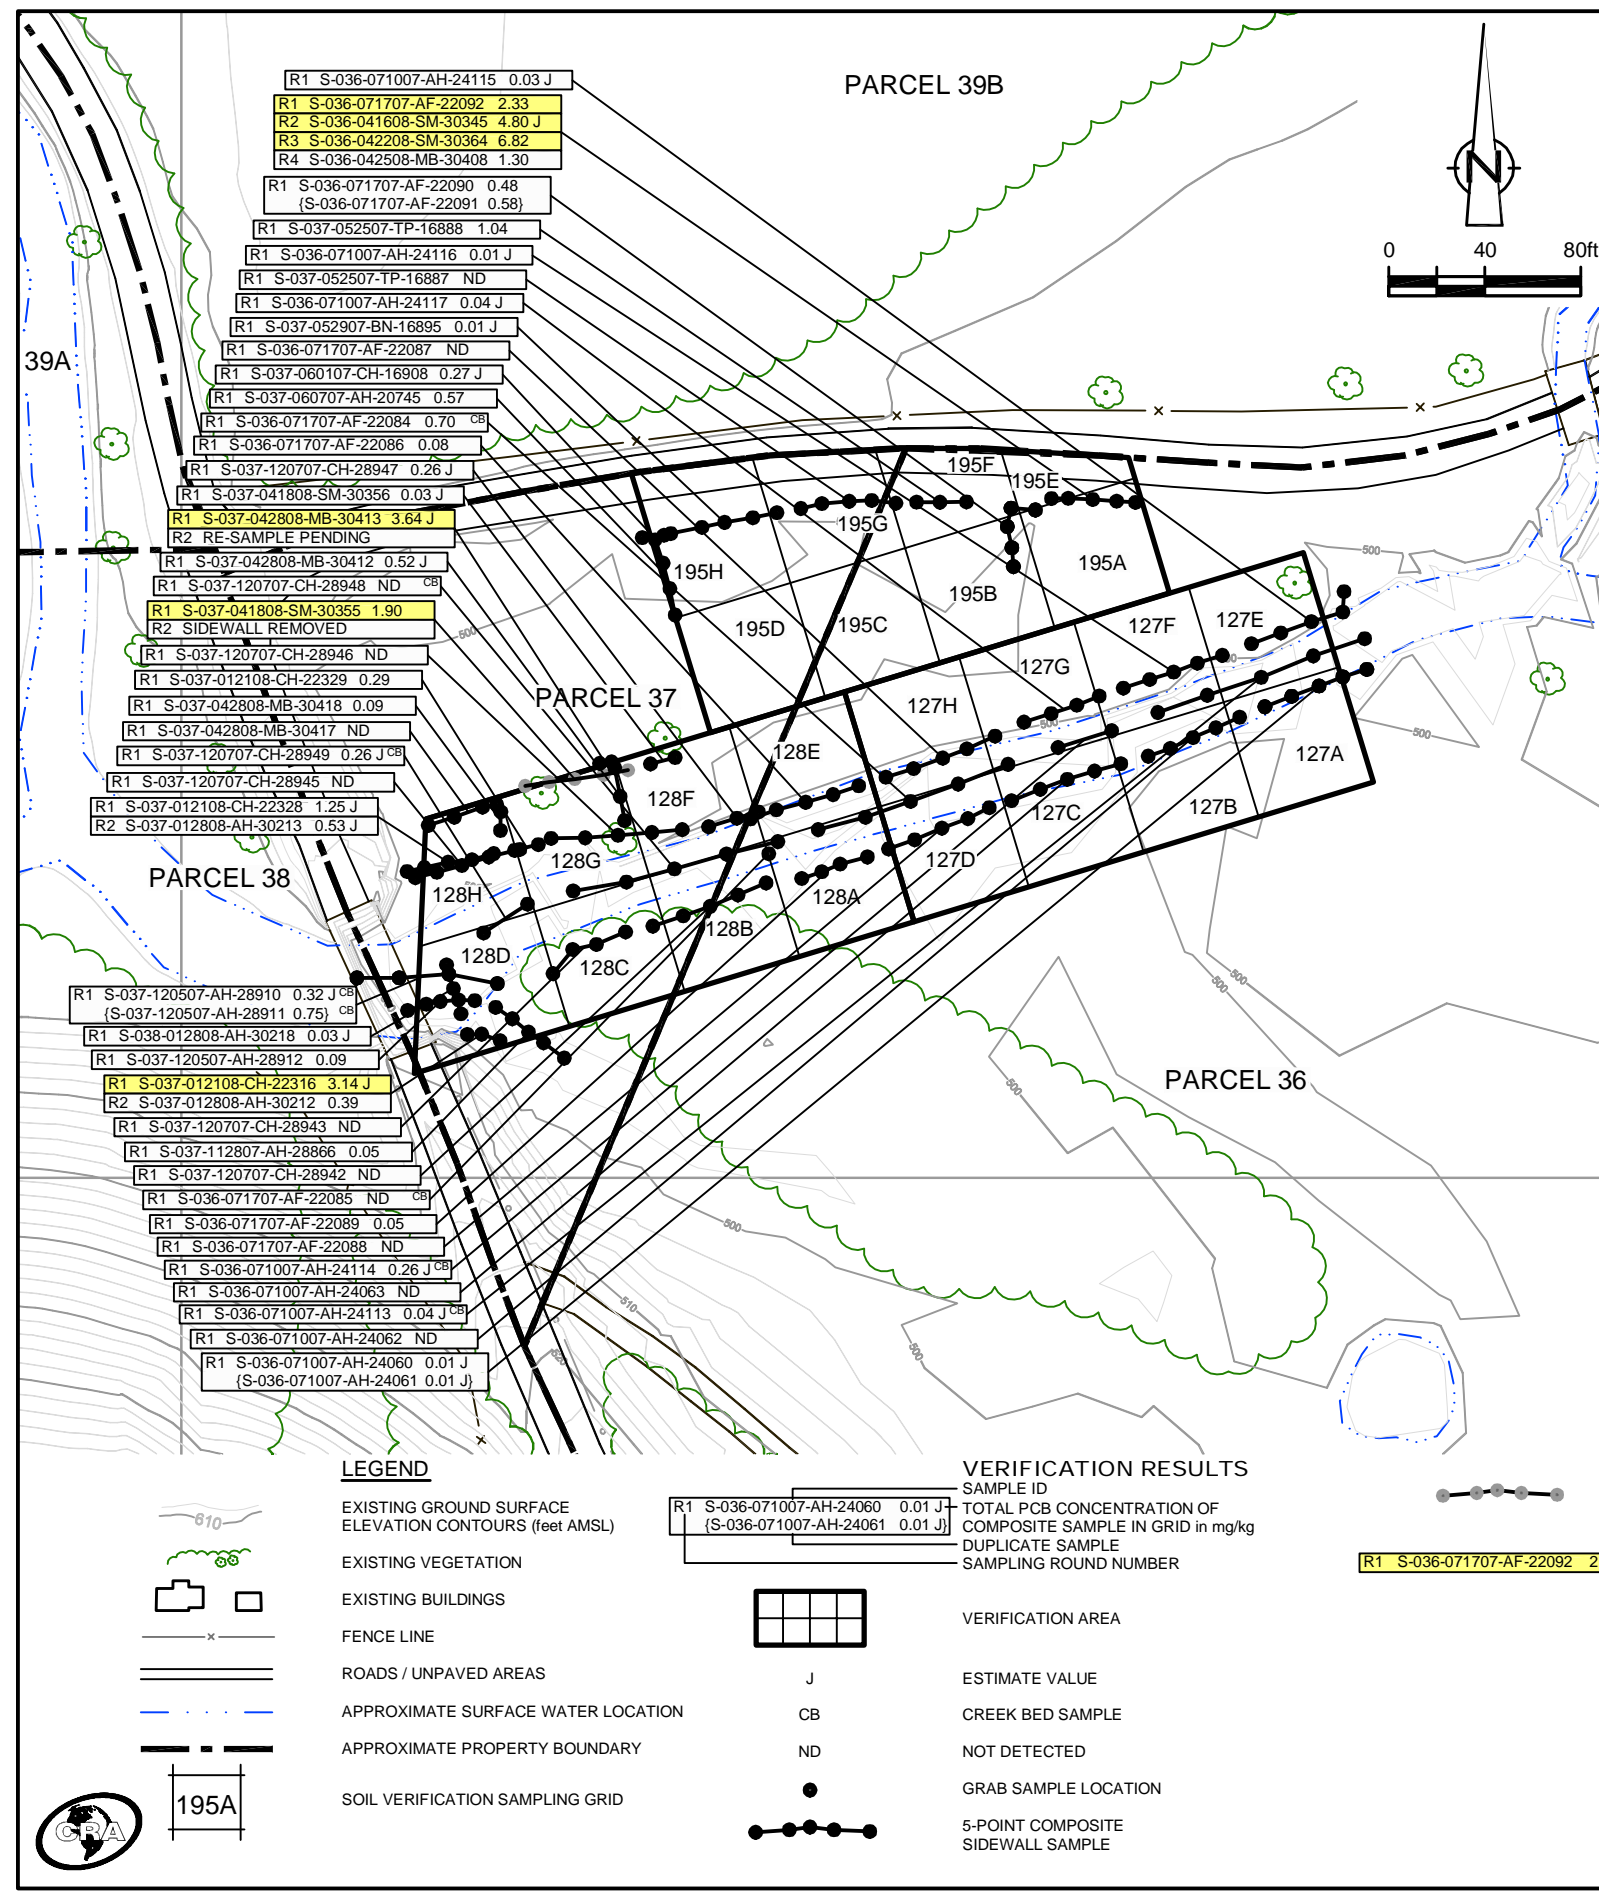 R1 S-036-071007-AH-24115 0.03 J
R1 S-036-071707-AF-22092 2.33
R2 S-036-041608-SM-30345 4.80 J
R3 S-036-042208-SM-30364 6.82
R4 S-036-042508-MB-30408 1.30
R1 S-036-071707-AF-22090 0.48
{S-036-071707-AF-22091 0.58}
R1 S-037-052507-TP-16888 1.04
R1 S-036-071007-AH-24116 0.01 J
R1 S-037-052507-TP-16887 ND
R1 S-036-071007-AH-24117 0.04 J
R1 S-037-052907-BN-16895 0.01 J
R1 S-036-071707-AF-22087 ND
R1 S-037-060107-CH-16908 0.27 J
R1 S-037-060707-AH-20745 0.57
R1 S-036-071707-AF-22084 0.70 CB
R1 S-036-071707-AF-22086 0.08
R1 S-037-120707-CH-28947 0.26 J
R1 S-037-041808-SM-30356 0.03 J
R1 S-037-042808-MB-30413 3.64 J
R2 RE-SAMPLE PENDING
R1 S-037-042808-MB-30412 0.52 J
R1 S-037-120707-CH-28948 ND CB
R1 S-037-041808-SM-30355 1.90
R2 SIDEWALL REMOVED
R1 S-037-120707-CH-28946 ND
R1 S-037-012108-CH-22329 0.29
R1 S-037-042808-MB-30418 0.09
R1 S-037-042808-MB-30417 ND
R1 S-037-120707-CH-28949 0.26 J CB
R1 S-037-120707-CH-28945 ND
R1 S-037-012108-CH-22328 1.25 J
R2 S-037-012808-AH-30213 0.53 J
R1 S-037-120507-AH-28910 0.32 J CB
{S-037-120507-AH-28911 0.75} CB
R1 S-038-012808-AH-30218 0.03 J
R1 S-037-120507-AH-28912 0.09
R1 S-037-012108-CH-22316 3.14 J
R2 S-037-012808-AH-30212 0.39
R1 S-037-120707-CH-28943 ND
R1 S-037-112807-AH-28866 0.05
R1 S-037-120707-CH-28942 ND
R1 S-036-071707-AF-22085 ND CB
R1 S-036-071707-AF-22089 0.05
R1 S-036-071707-AF-22088 ND
R1 S-036-071007-AH-24114 0.26 J CB
R1 S-036-071007-AH-24063 ND
R1 S-036-071007-AH-24113 0.04 J CB
R1 S-036-071007-AH-24062 ND
R1 S-036-071007-AH-24060 0.01 J
{S-036-071007-AH-24061 0.01 J}
PARCEL 39B
N
0 40 80ft
39A
195F
195E
195G
195H
195A
195B
195C
195D
127F
127E
127G
127H
127A
127B
127C
127D
PARCEL 37
128E
128F
128G
128H
128A
128B
128C
128D
PARCEL 38
PARCEL 36
500
500
500
500
500
500
500
500
500
500
510
520
LEGEND
610
EXISTING GROUND SURFACE
ELEVATION CONTOURS (feet AMSL)
EXISTING VEGETATION
EXISTING BUILDINGS
x
FENCE LINE
ROADS / UNPAVED AREAS
APPROXIMATE SURFACE WATER LOCATION
APPROXIMATE PROPERTY BOUNDARY
195A
SOIL VERIFICATION SAMPLING GRID
CRA
VERIFICATION RESULTS
R1 S-036-071007-AH-24060 0.01 J
{S-036-071007-AH-24061 0.01 J}
SAMPLE ID
TOTAL PCB CONCENTRATION OF
COMPOSITE SAMPLE IN GRID in mg/kg
DUPLICATE SAMPLE
SAMPLING ROUND NUMBER
VERIFICATION AREA
J ESTIMATE VALUE
CB CREEK BED SAMPLE
ND NOT DETECTED
GRAB SAMPLE LOCATION
5-POINT COMPOSITE
SIDEWALL SAMPLE
R1 S-036-071707-AF-22092 2